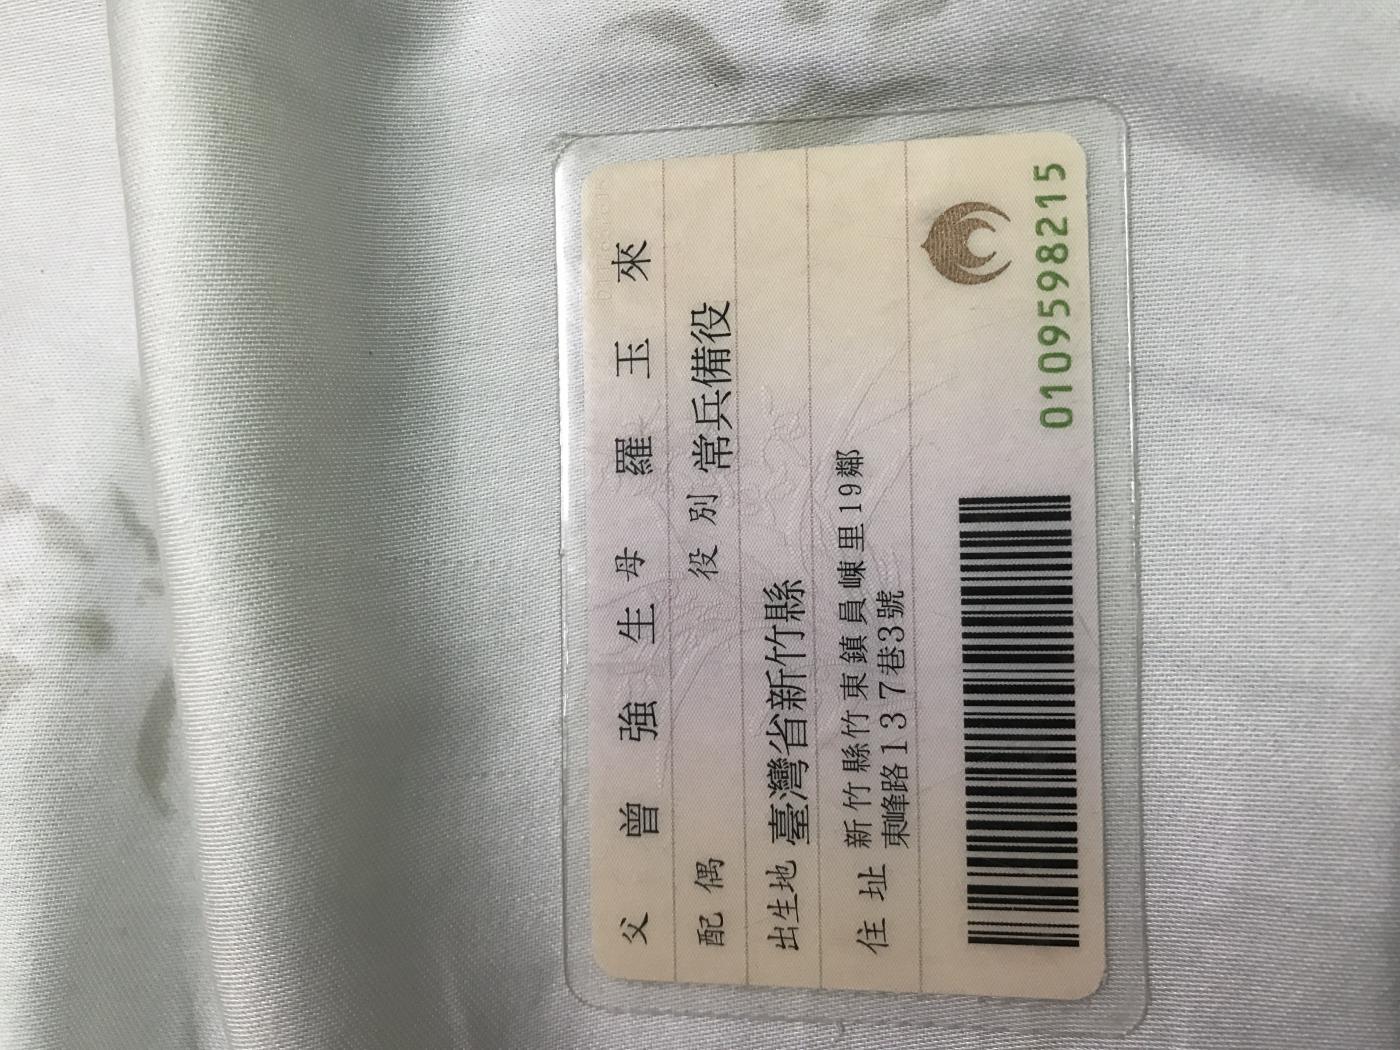 父 曾強生 母 羅玉來
配偶 役別 常兵備役
出生地 臺灣省新竹縣
住址 新竹縣竹東鎮員崠里19鄰
東峰路137巷3號
0109598215